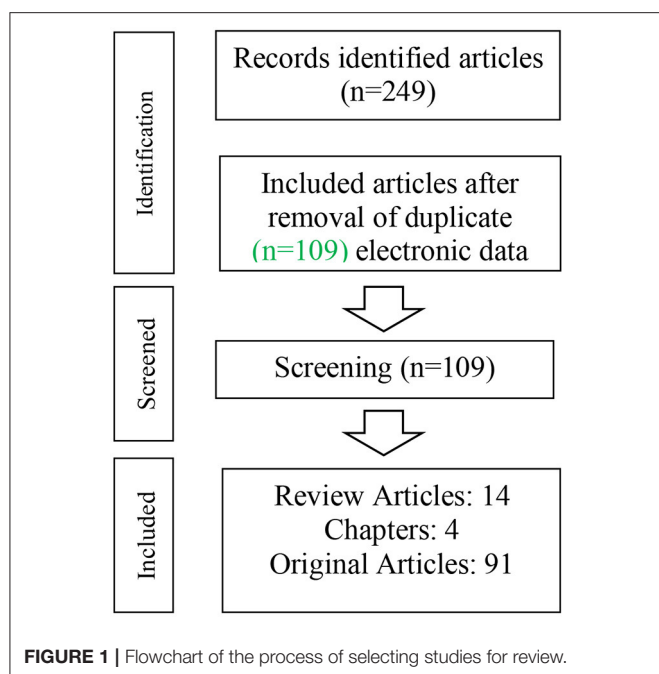 Identification
Records identified articles
(n=249)
Included articles after
removal of duplicate
(n=109) electronic data
Screened
Screening (n=109)
Included
Review Articles: 14
Chapters: 4
Original Articles: 91
FIGURE 1 | Flowchart of the process of selecting studies for review.